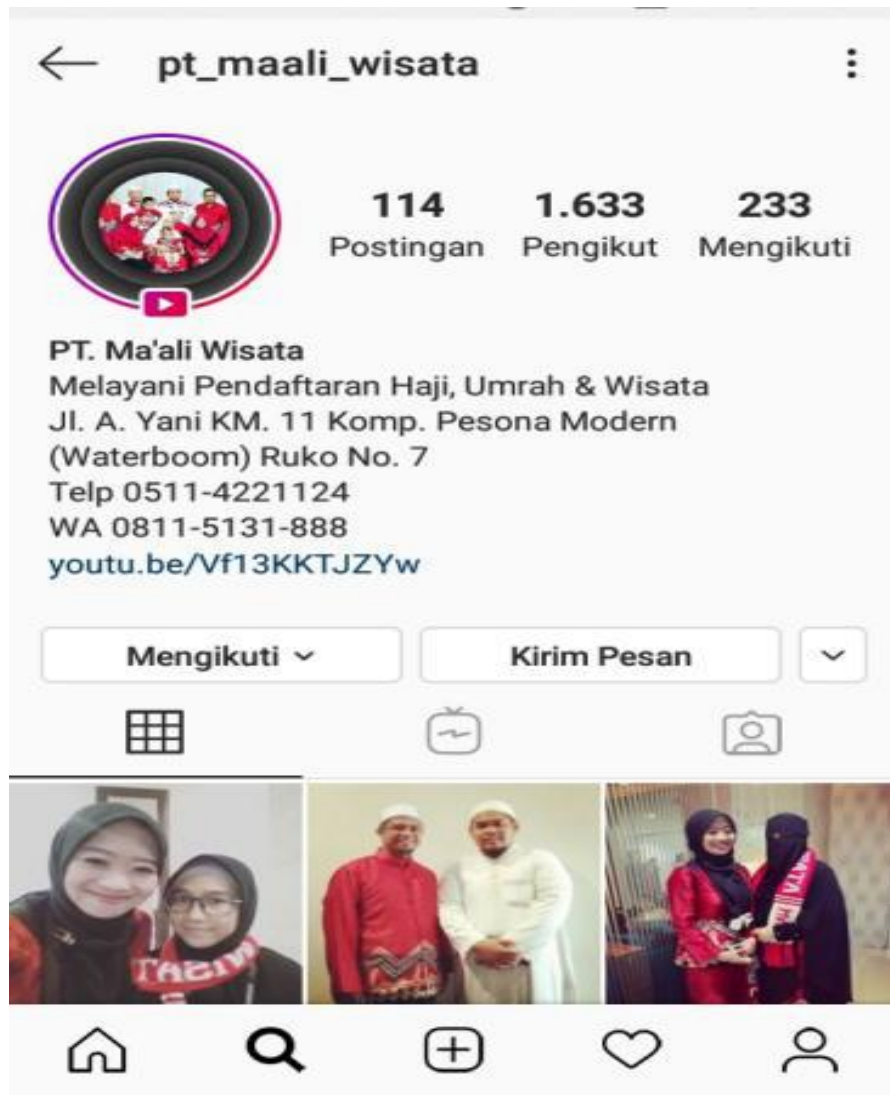 pt_maali_wisata
114 1.633 233
Postingan Pengikut Mengikuti
PT. Ma'ali Wisata
Melayani Pendaftaran Haji, Umrah & Wisata
Jl. A. Yani KM. 11 Komp. Pesona Modern
(Waterboom) Ruko No. 7
Telp 0511-4221124
WA 0811-5131-888
youtu.be/Vf13KKTJZYw
Mengikuti
Kirim Pesan